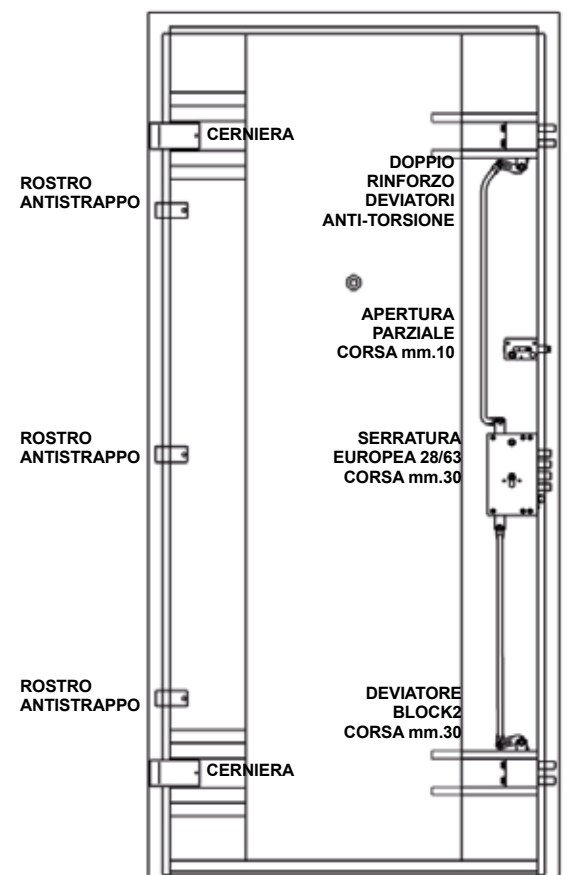 CERNIERA
DOPPIO
RINFORZO
DEVIATORI
ANTI-TORSIONE
ROSTRO
ANTISTRAPPO
APERTURA
PARZIALE
CORSA mm.10
ROSTRO
ANTISTRAPPO
SERRATURA
EUROPEA 28/63
CORSA mm.30
ROSTRO
ANTISTRAPPO
DEVIATORE
BLOCK2
CORSA mm.30
CERNIERA